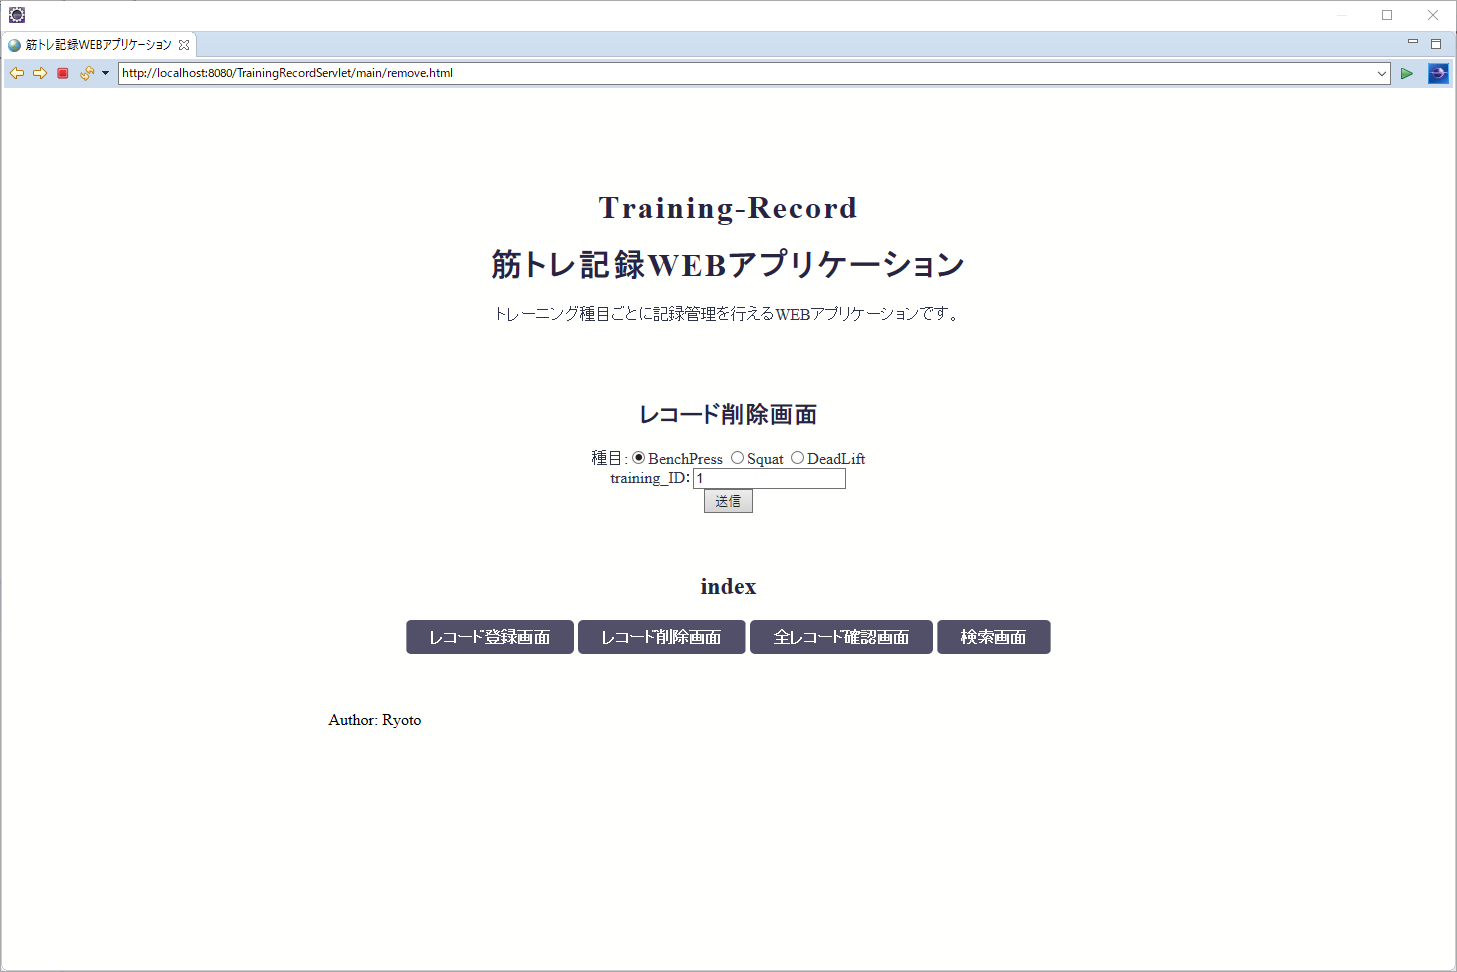 筋トレ記録WEBアプリケーション
http://localhost:8080/TrainingRecordServlet/main/remove.html
Training-Record
筋トレ記録WEBアプリケーション
トレーニング種目ごとに記録管理を行えるWEBアプリケーションです。
レコード削除画面
種目: BenchPress Squat DeadLift
training_ID: 1
送信
index
レコード登録画面 レコード削除画面 全レコード確認画面 検索画面
Author: Ryoto